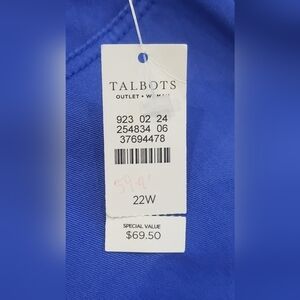 TALBOTS
OUTLET • WOMAN
923 02 24
254834 06
37694478
22W
SPECIAL VALUE
$69.50